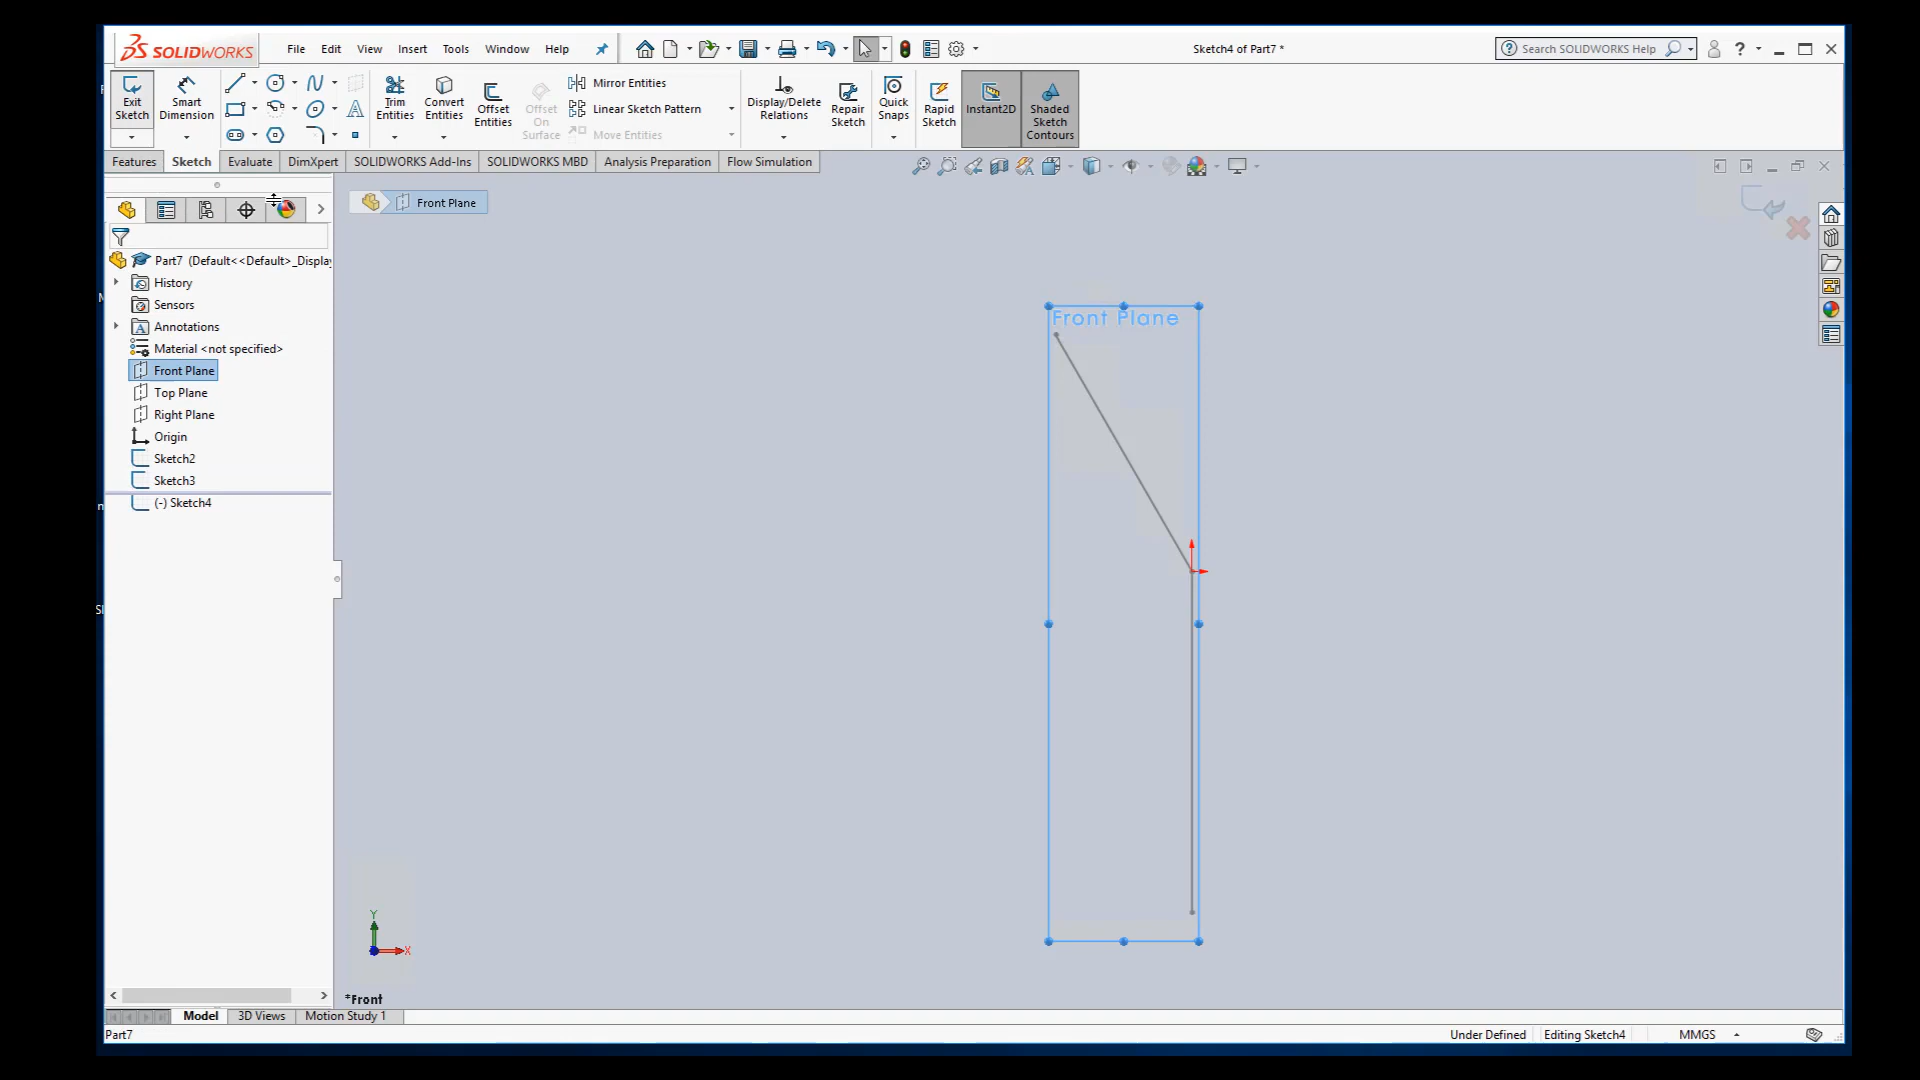 SOLIDWORKS
File Edit View Insert Tools Window Help
Sketch4 of Part7 *
Search SOLIDWORKS Help
Exit Sketch
Smart Dimension
Trim Entities
Convert Entities
Offset Entities
Offset On Surface
Mirror Entities
Linear Sketch Pattern
Move Entities
Display/Delete Relations
Repair Sketch
Quick Snaps
Rapid Sketch
Instant2D
Shaded Sketch Contours
Features Sketch Evaluate DimXpert SOLIDWORKS Add-Ins SOLIDWORKS MBD Analysis Preparation Flow Simulation
Front Plane
Part7 (Default<<Default>_Display
History
Sensors
Annotations
Material <not specified>
Front Plane
Top Plane
Right Plane
Origin
Sketch2
Sketch3
(-) Sketch4
Front Plane
Y
X
*Front
Model 3D Views Motion Study 1
Part7
Under Defined Editing Sketch4 MMGS